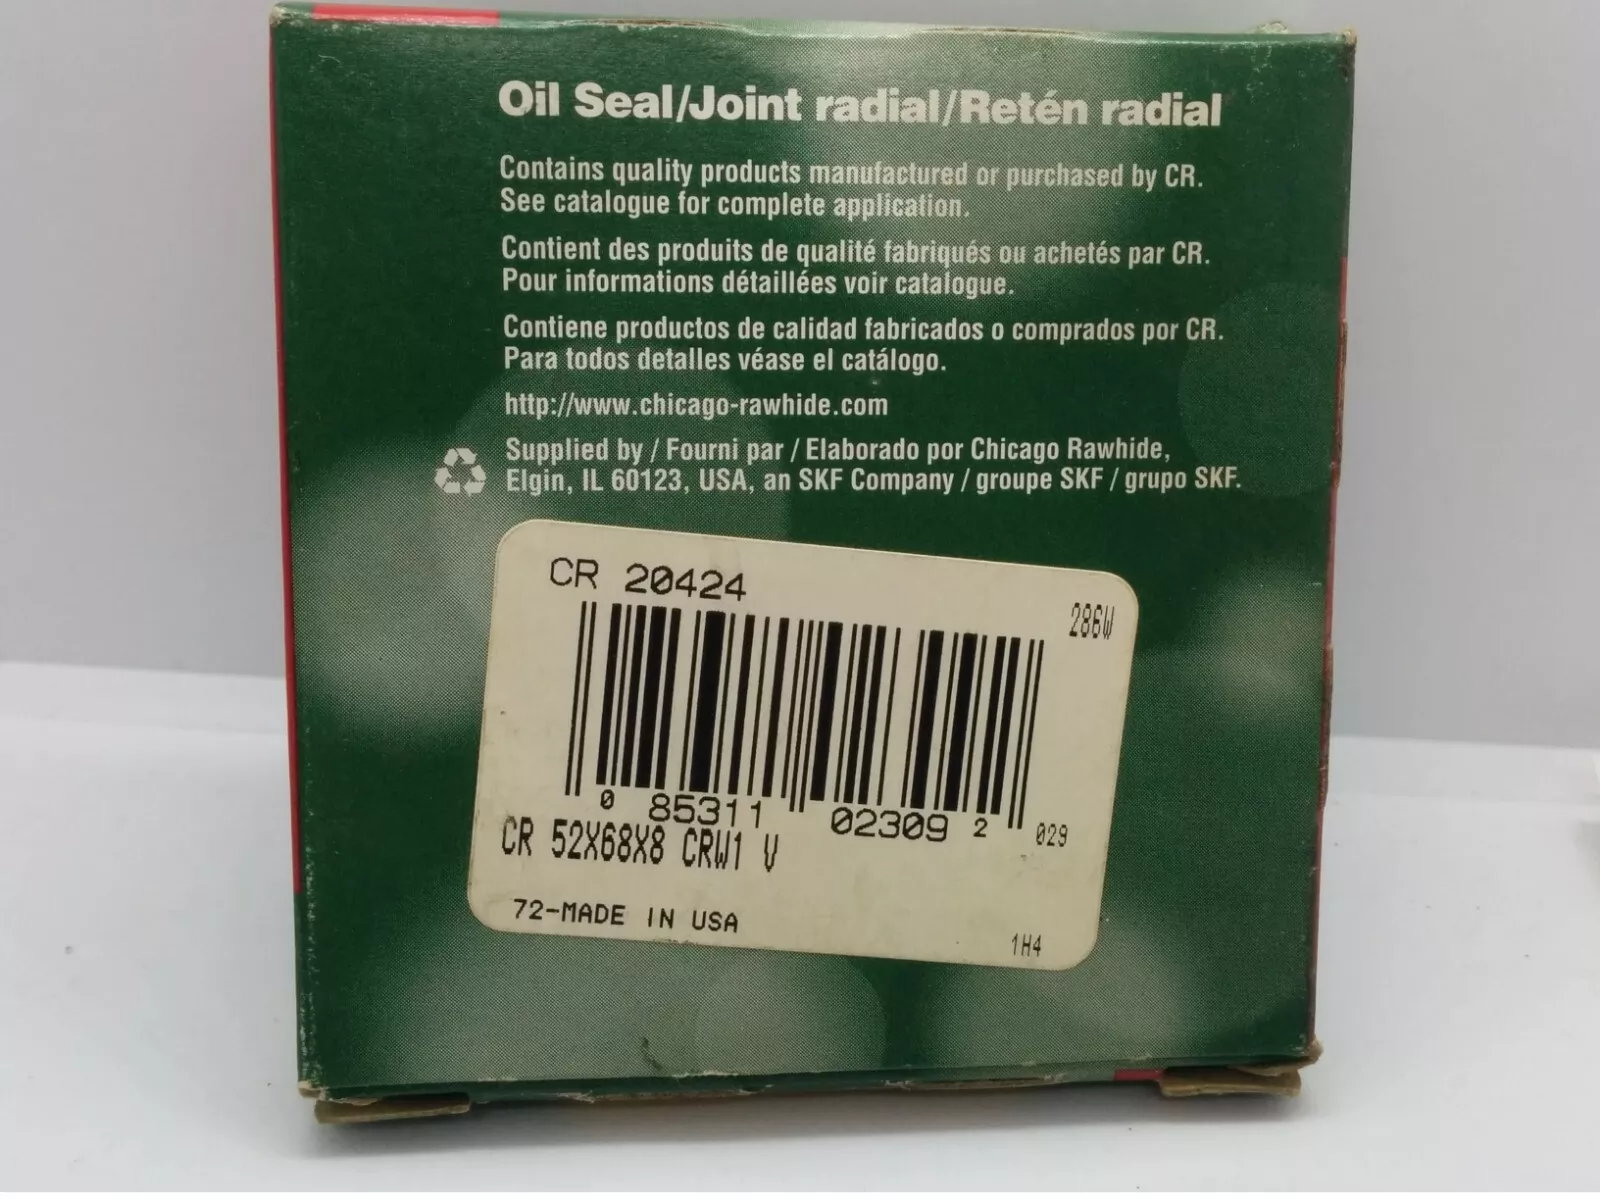 Oil Seal/Joint radial/Retén radial
Contains quality products manufactured or purchased by CR.
See catalogue for complete application.
Contient des produits de qualité fabriqués ou achetés par CR.
Pour informations détaillées voir catalogue.
Contiene productos de calidad fabricados o comprados por CR.
Para todos detalles véase el catálogo.
http://www.chicago-rawhide.com
Supplied by / Fourni par / Elaborado por Chicago Rawhide,
Elgin, IL 60123, USA, an SKF Company / groupe SKF / grupo SKF.
CR 20424
286W
0 85311 02309 2 029
CR 52X68X8 CRW1 V
72-MADE IN USA
1H4